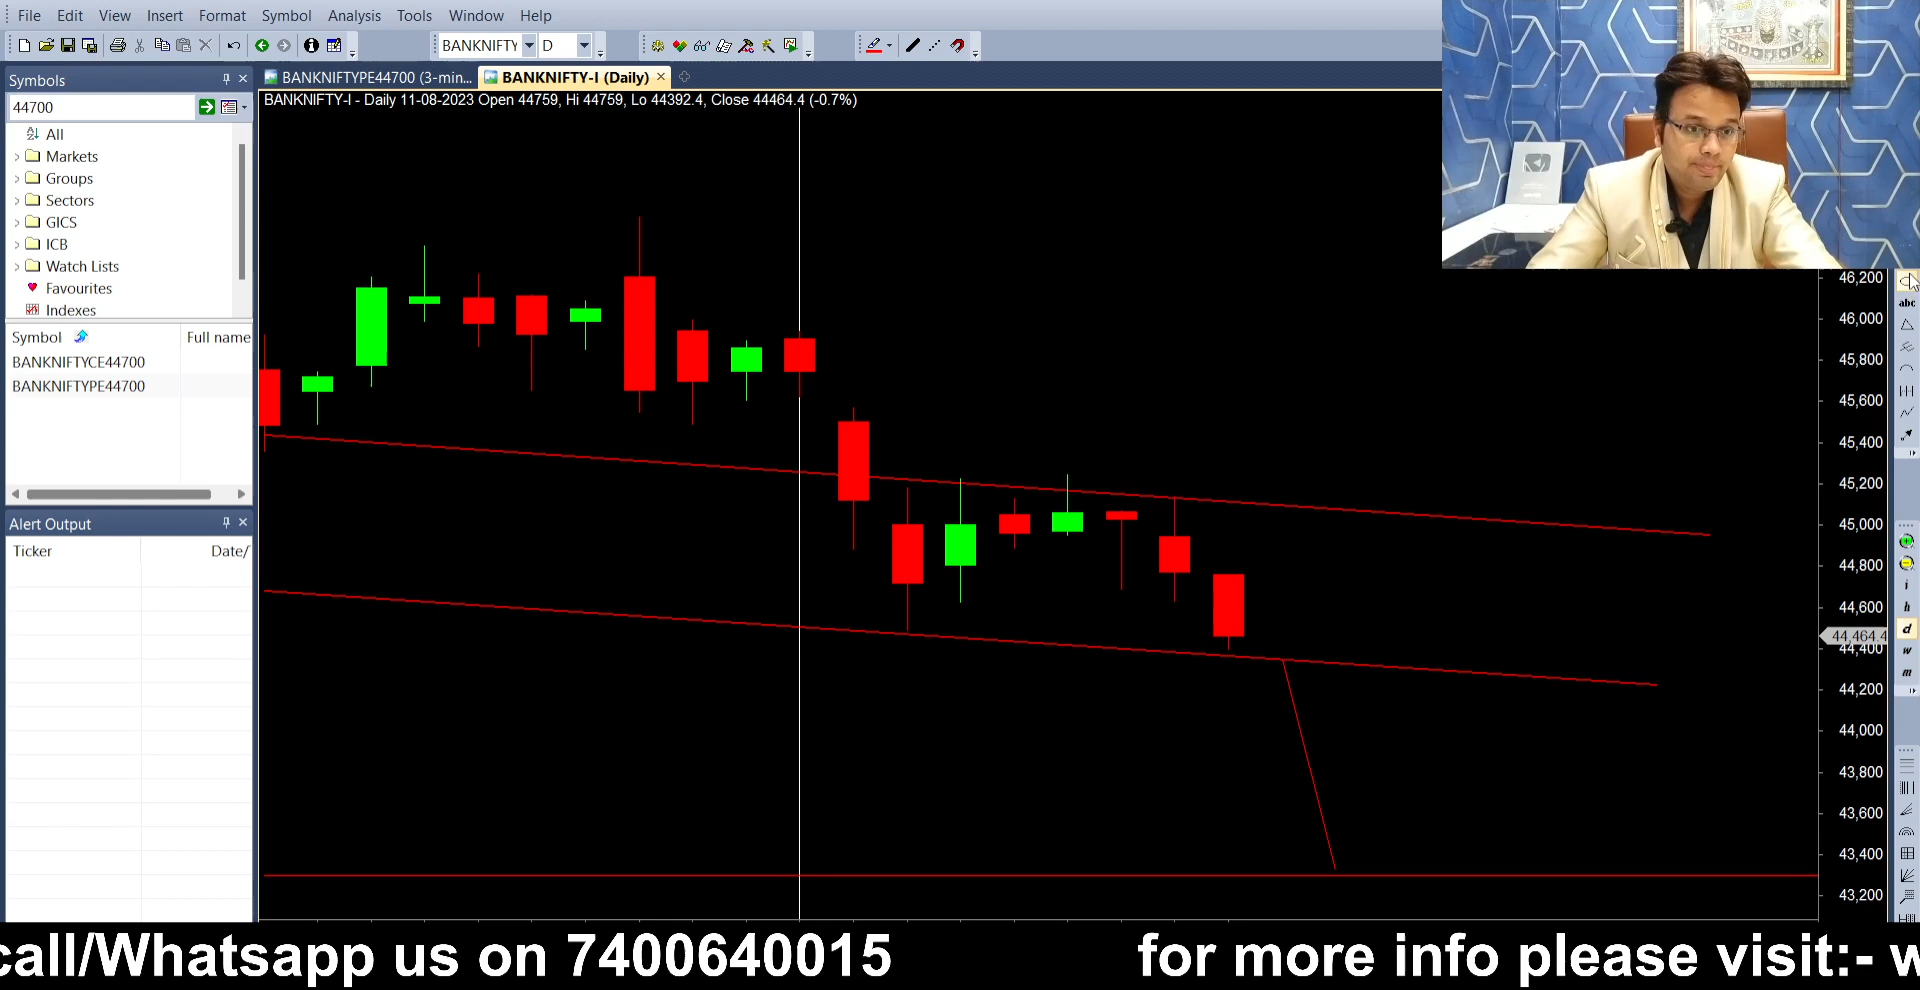 File Edit View Insert Format Symbol Analysis Tools Window Help
BANKNIFTY D
Symbols
BANKNIFTYPE44700 (3-min...
BANKNIFTY-I (Daily)
44700
BANKNIFTY-I - Daily 11-08-2023 Open 44759, Hi 44759, Lo 44392.4, Close 44464.4 (-0.7%)
All
Markets
Groups
Sectors
GICS
ICB
Watch Lists
Favourites
Indexes
Symbol Full name
BANKNIFTYCE44700
BANKNIFTYPE44700
Alert Output
Ticker Date/
46,200
46,000
45,800
45,600
45,400
45,200
45,000
44,800
44,600
44,464.4
44,400
44,200
44,000
43,800
43,600
43,400
43,200
abc
i
h
d
w
m
call/Whatsapp us on 7400640015 for more info please visit:- w